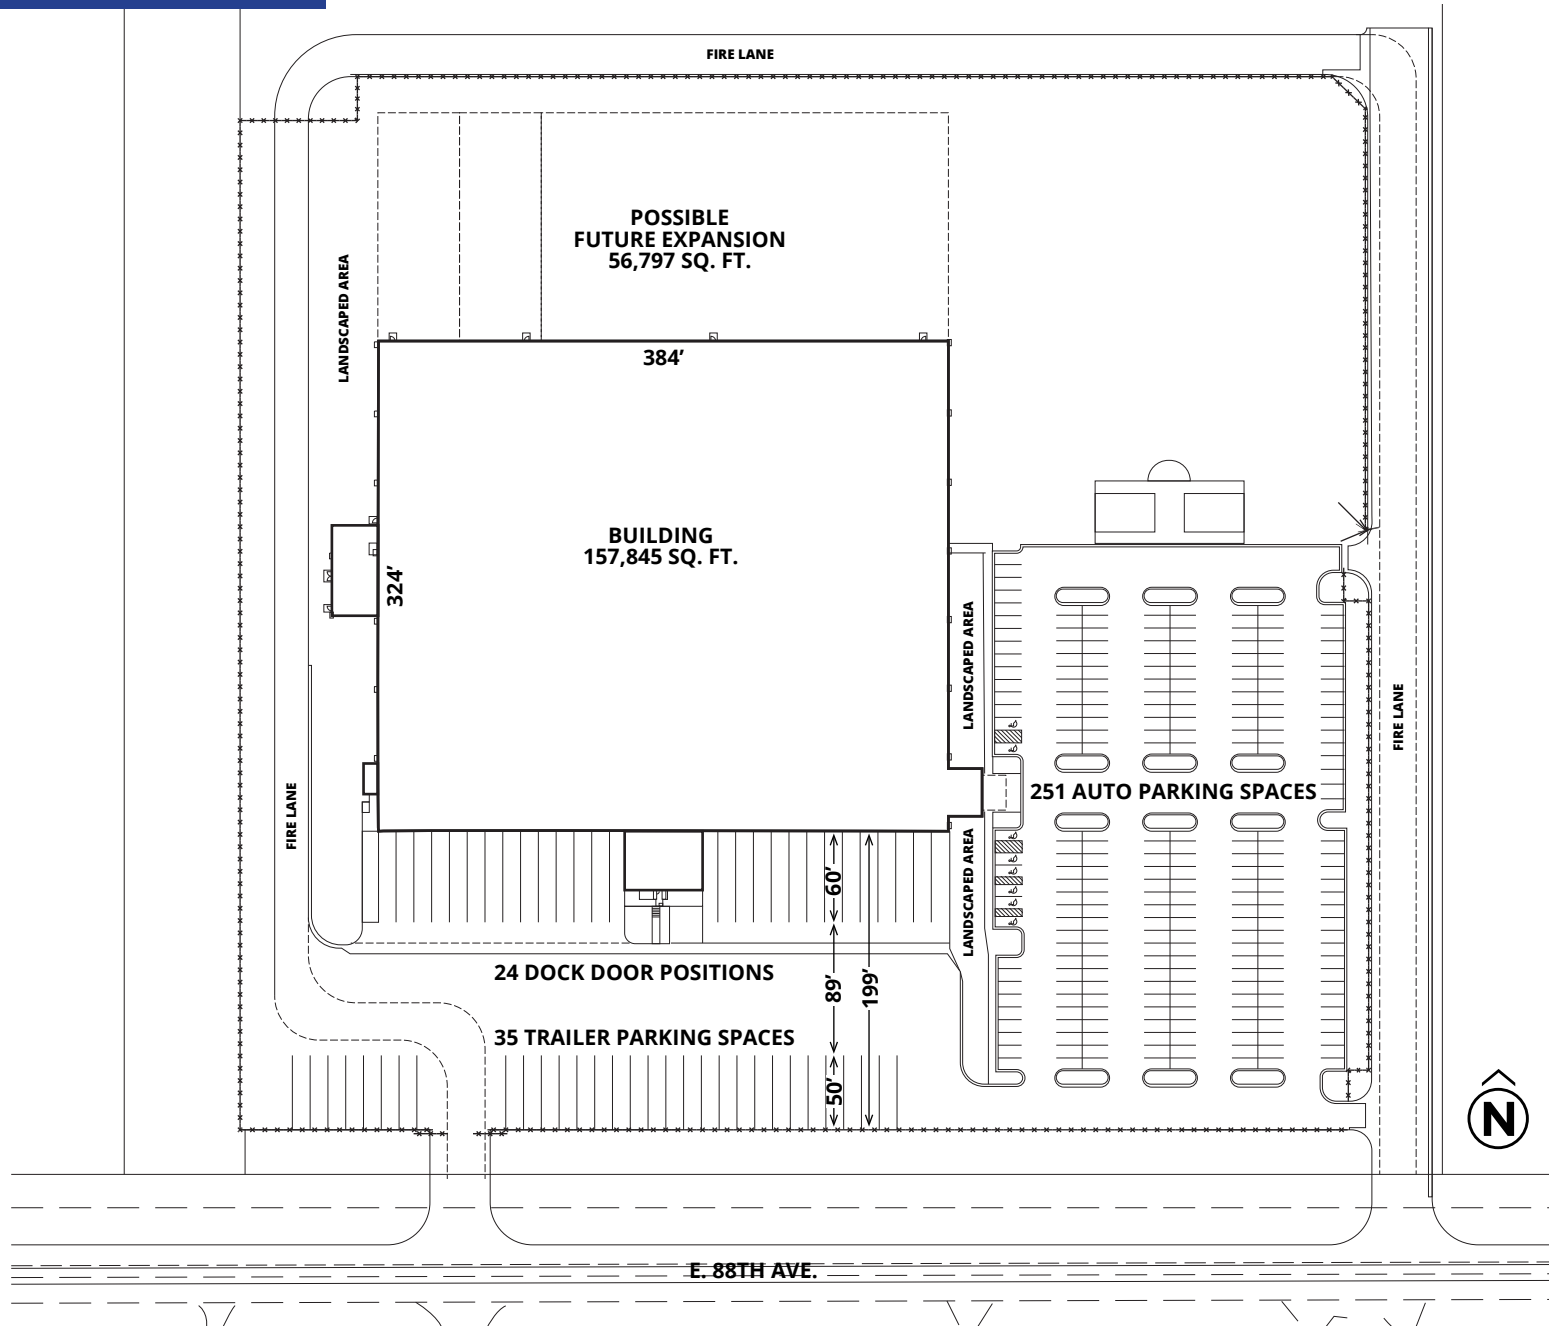 FIRE LANE
POSSIBLE
FUTURE EXPANSION
56,797 SQ. FT.
LANDSCAPED AREA
384’
BUILDING
157,845 SQ. FT.
324’
LANDSCAPED AREA
FIRE LANE
251 AUTO PARKING SPACES
FIRE LANE
LANDSCAPED AREA
60’
24 DOCK DOOR POSITIONS
89’
199’
35 TRAILER PARKING SPACES
50’
N
E. 88TH AVE.